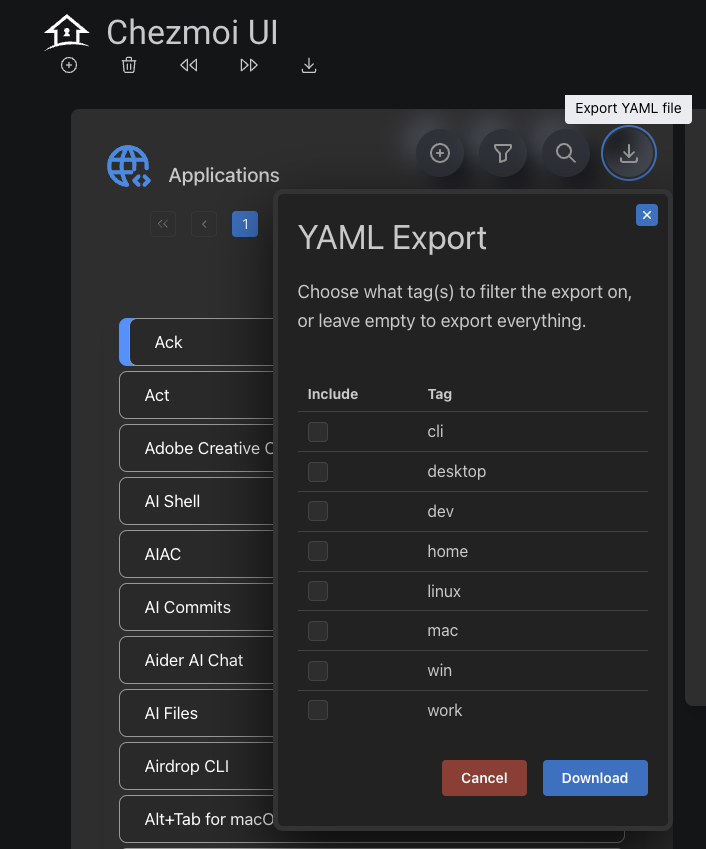 Chezmoi UI
Export YAML file
Applications
1
YAML Export
Choose what tag(s) to filter the export on,
or leave empty to export everything.
Include Tag
cli
desktop
dev
home
linux
mac
win
work
Cancel Download
Ack
Act
Adobe Creative C
AI Shell
AIAC
AI Commits
Aider AI Chat
AI Files
Airdrop CLI
Alt+Tab for macO